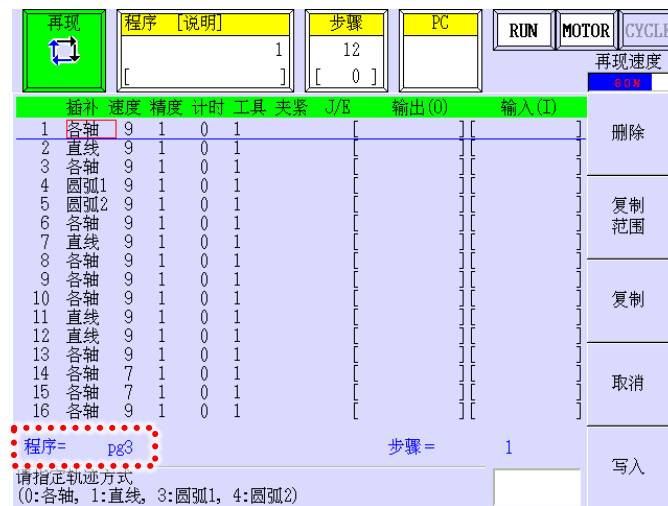 再现
程序 [说明]
步骤
PC
RUN
MOTOR
CYCLE
1
12
[ ]
[ 0 ]
再现速度
80%
插补 速度 精度 计时 工具 夹紧 J/E 输出(O) 输入(I)
1 各轴 9 1 0 1 [ ][ ]
2 直线 9 1 0 1 [ ][ ]
3 各轴 9 1 0 1 [ ][ ]
4 圆弧1 9 1 0 1 [ ][ ]
5 圆弧2 9 1 0 1 [ ][ ]
6 各轴 9 1 0 1 [ ][ ]
7 直线 9 1 0 1 [ ][ ]
8 各轴 9 1 0 1 [ ][ ]
9 各轴 9 1 0 1 [ ][ ]
10 各轴 9 1 0 1 [ ][ ]
11 直线 9 1 0 1 [ ][ ]
12 直线 9 1 0 1 [ ][ ]
13 各轴 9 1 0 1 [ ][ ]
14 各轴 7 1 0 1 [ ][ ]
15 各轴 7 1 0 1 [ ][ ]
16 各轴 9 1 0 1 [ ][ ]
程序= pg3 步骤= 1
请指定轨迹方式
(0:各轴, 1:直线, 3:圆弧1, 4:圆弧2)
删除
复制
范围
复制
取消
写入